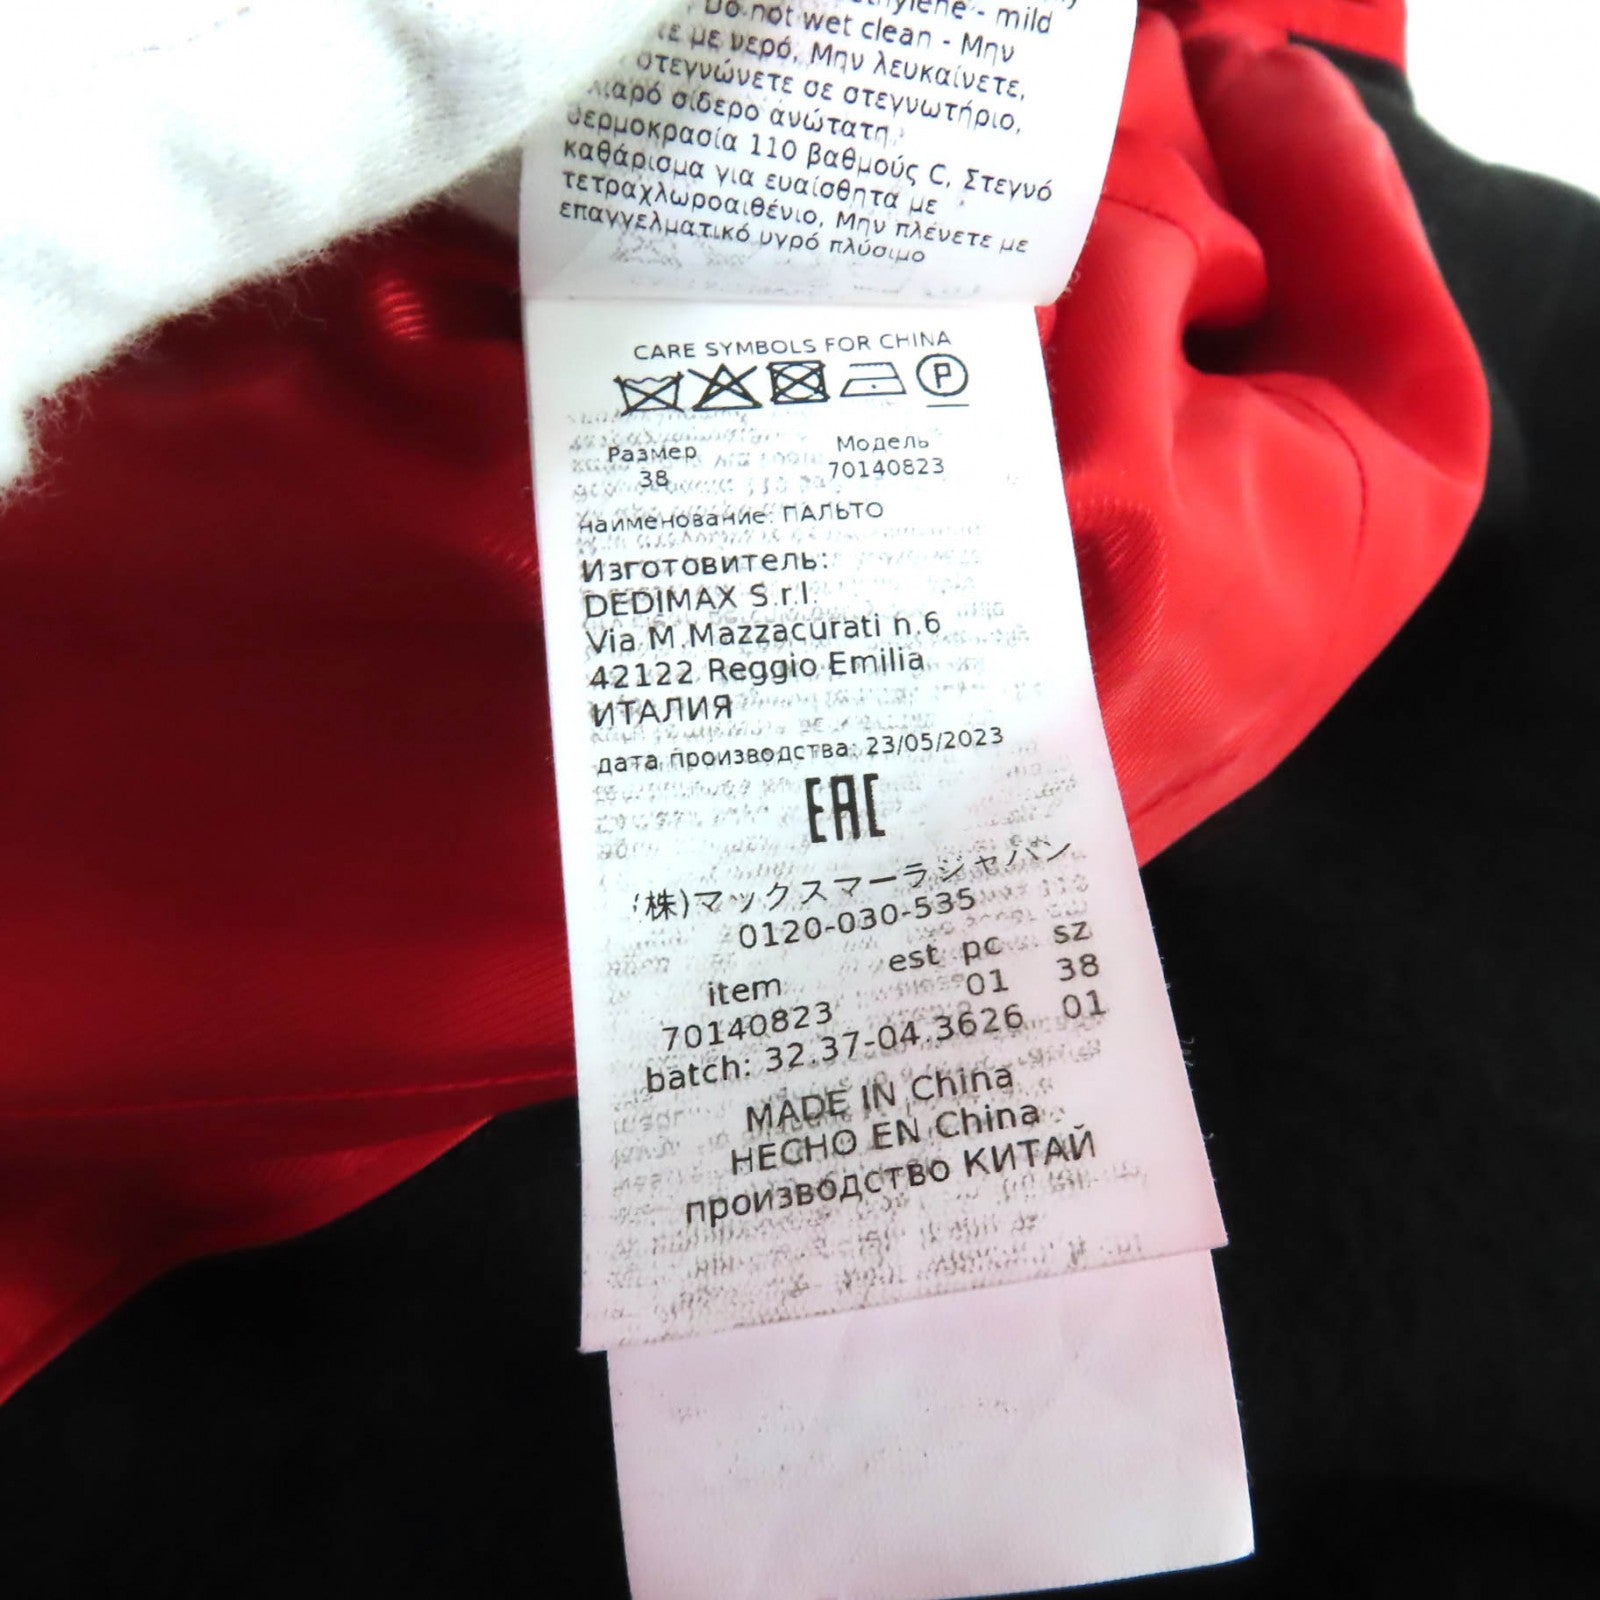 - mild
Do not wet clean - Μην
με νερό, Μην λευκαίνετε,
στεγνώνετε σε στεγνωτήριο,
σίδερο ανώτατη
θερμοκρασία 110 βαθμούς C, Στεγνό
καθάρισμα για ευαίσθητα με
τετραχλωροαιθένιο, Μην πλένετε με
επαγγελματικό υγρό πλύσιμο
CARE SYMBOLS FOR CHINA
P
Размер Модель
38 70140823
наименование: ПАЛЬТО
Изготовитель:
DEDIMAX S.r.l.
Via M.Mazzacurati n.6
42122 Reggio Emilia
ИТАЛИЯ
дата производства: 23/05/2023
EAC
(株)マックスマーラジャパン
0120-030-535
item est pc sz
70140823 01 38
batch: 32.37-04.3626 01
MADE IN China
HECHO EN China
производство КИТАЙ